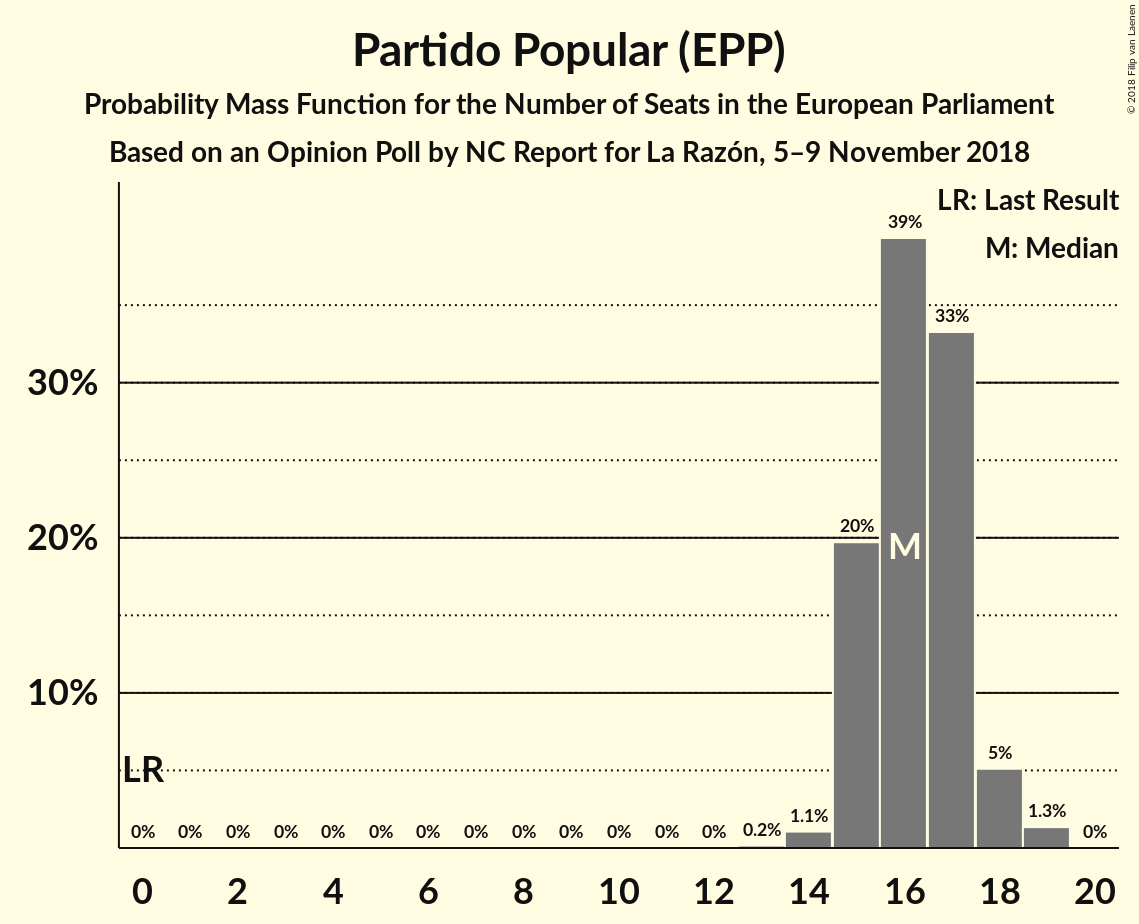 Partido Popular (EPP)
Probability Mass Function for the Number of Seats in the European Parliament
Based on an Opinion Poll by NC Report for La Razón, 5–9 November 2018
© 2018 Filip van Laenen
LR: Last Result
M: Median
30%
20%
10%
LR
M
0% 0% 0% 0% 0% 0% 0% 0% 0% 0% 0% 0% 0% 0.2% 1.1% 20% 39% 33% 5% 1.3% 0%
0 2 4 6 8 10 12 14 16 18 20